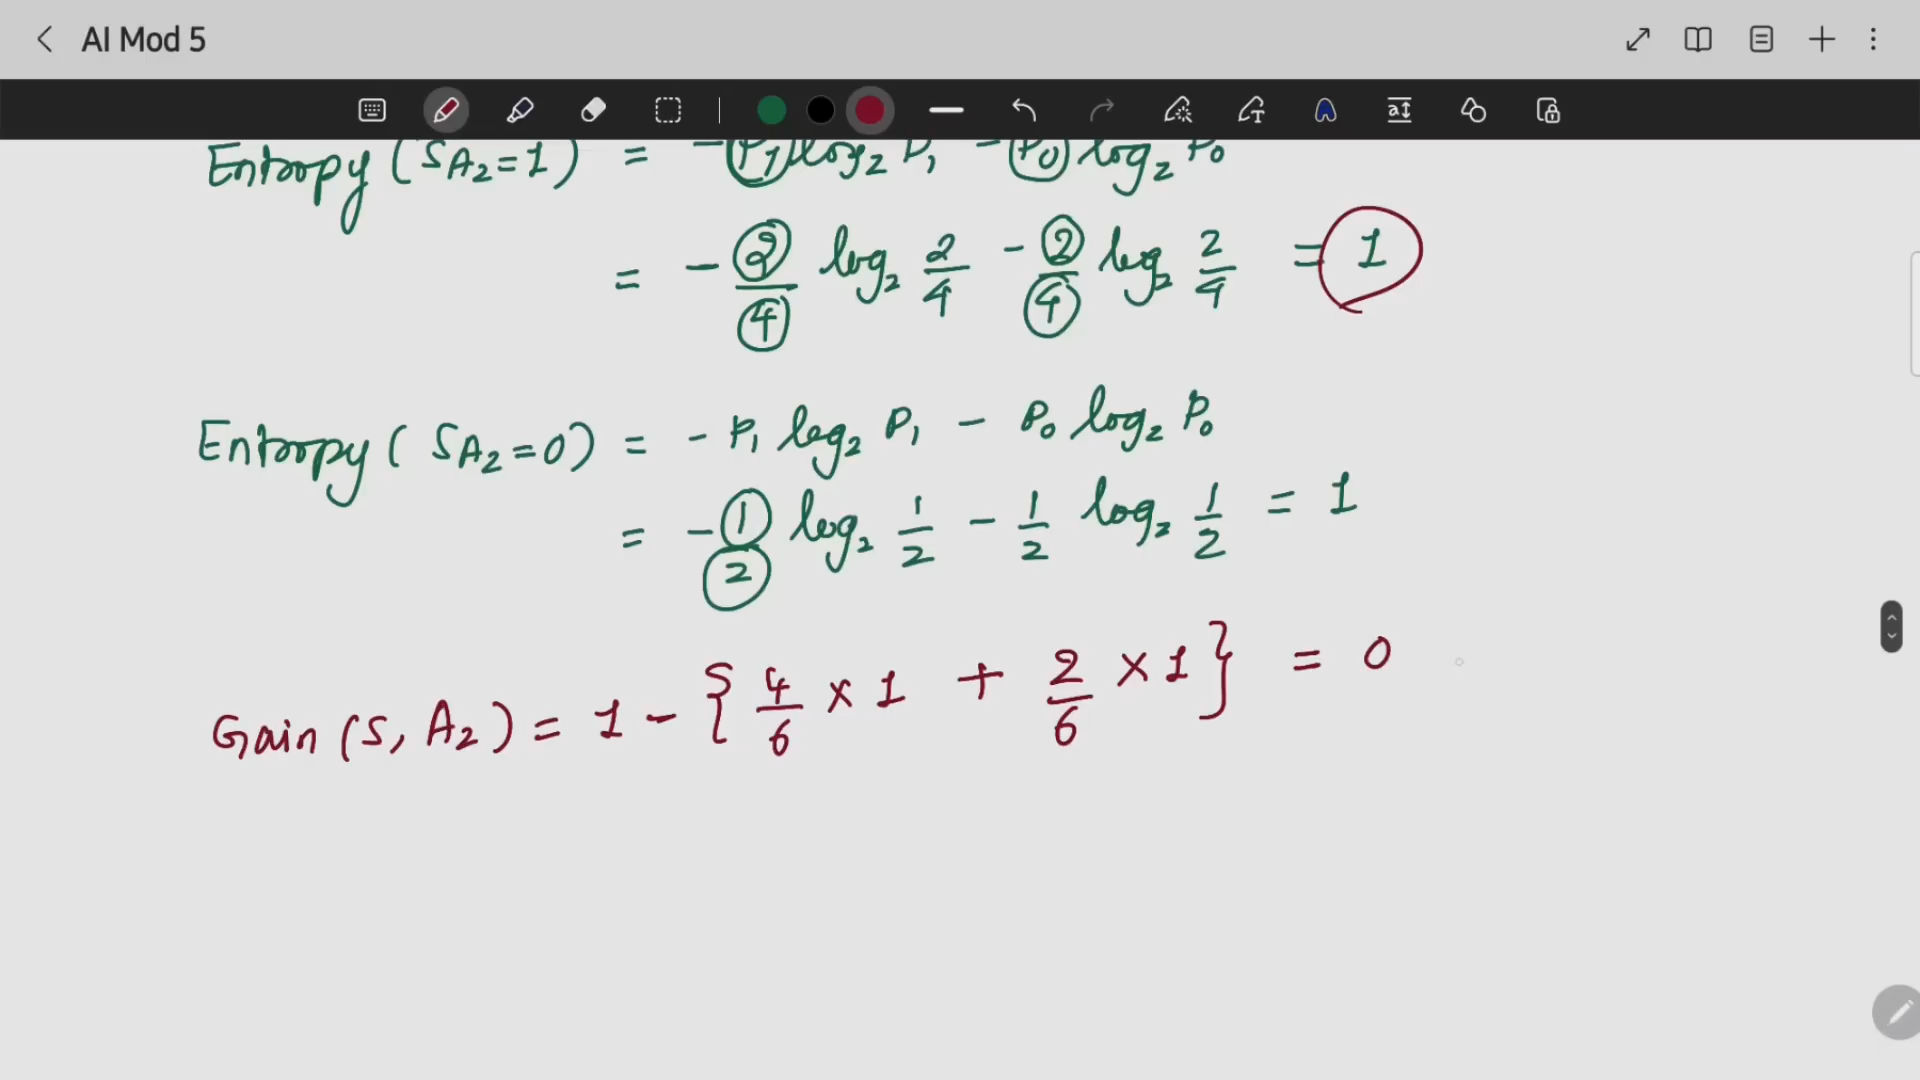 AI Mod 5
Entropy (S A₂=1) = -P₁ log₂ P₁ - P₀ log₂ P₀
= - 2/4 log₂ 2/4 - 2/4 log₂ 2/4 = 1
Entropy ( S A₂=0) = - P₁ log₂ P₁ - P₀ log₂ P₀
= - 1/2 log₂ 1/2 - 1/2 log₂ 1/2 = 1
Gain (S, A₂) = 1 - { 4/6 × 1 + 2/6 × 1 } = 0